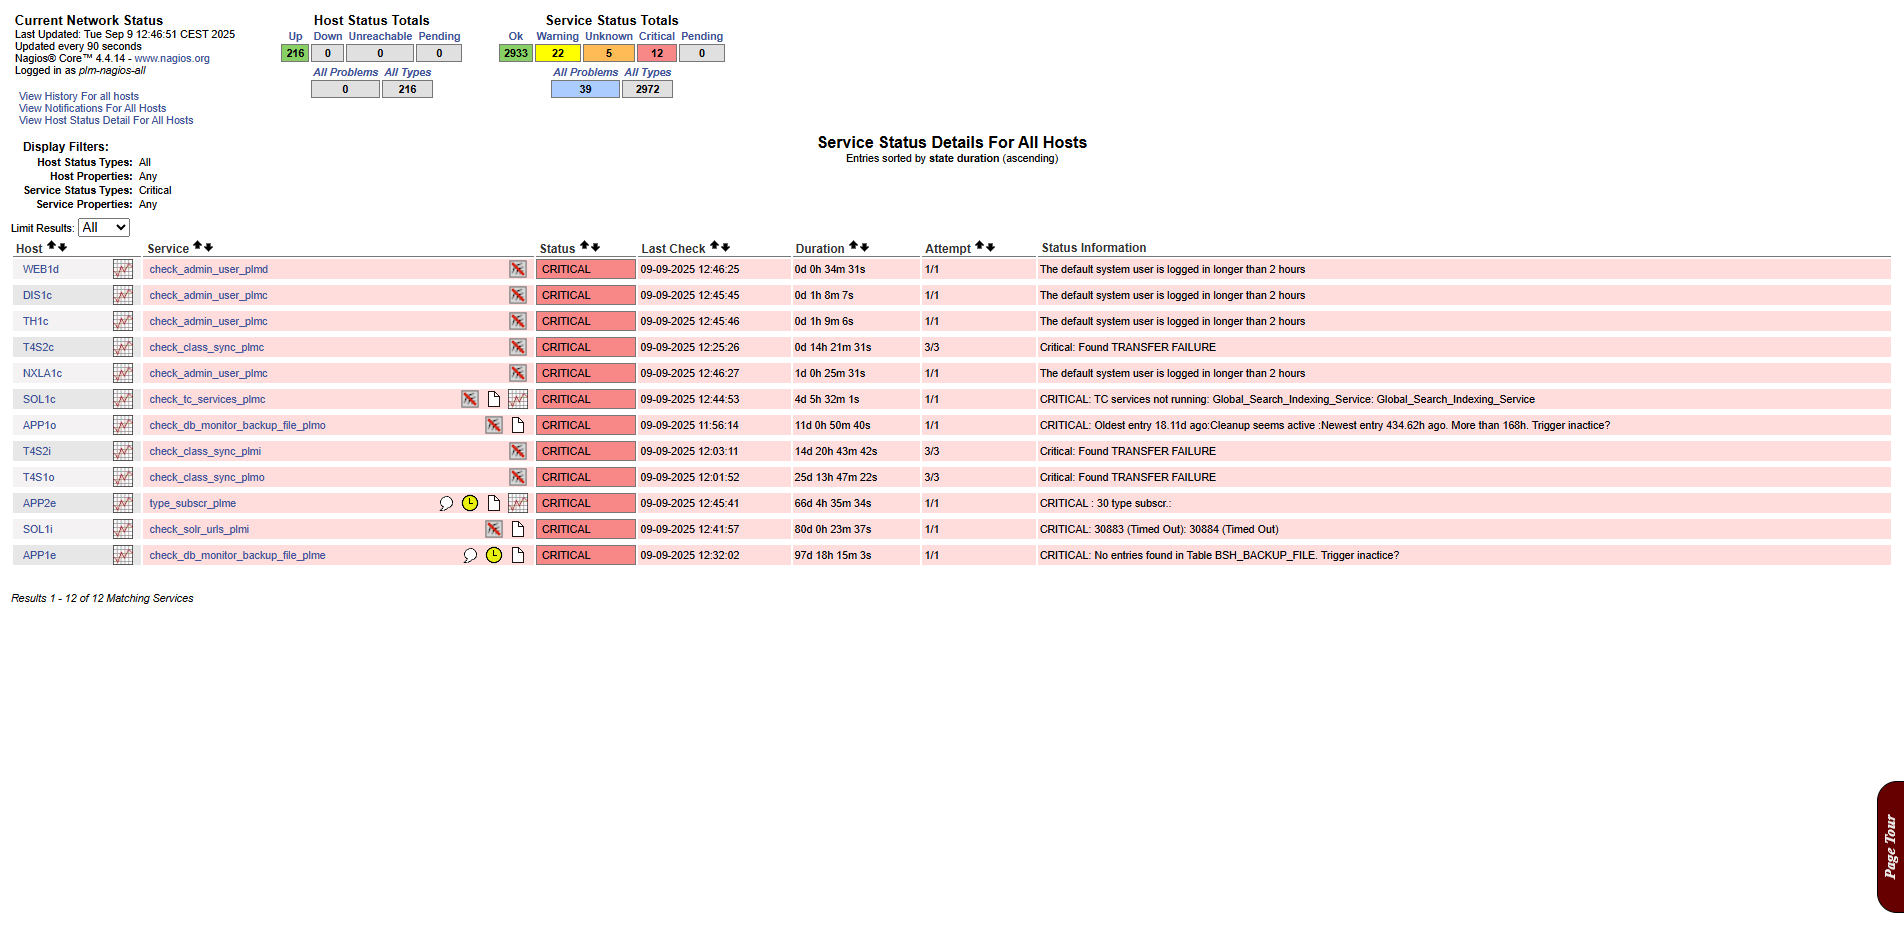 Current Network Status
Last Updated: Tue Sep 9 12:46:51 CEST 2025
Updated every 90 seconds
Nagios® Core™ 4.4.14 - www.nagios.org
Logged in as plm-nagios-all
View History For all hosts
View Notifications For All Hosts
View Host Status Detail For All Hosts
Host Status Totals
Up Down Unreachable Pending
216 0 0 0
All Problems All Types
0 216
Service Status Totals
Ok Warning Unknown Critical Pending
2933 22 5 12 0
All Problems All Types
39 2972
Display Filters:
Host Status Types: All
Host Properties: Any
Service Status Types: Critical
Service Properties: Any
Service Status Details For All Hosts
Entries sorted by state duration (ascending)
Limit Results: All
Host Service Status Last Check Duration Attempt Status Information
WEB1d check_admin_user_plmd CRITICAL 09-09-2025 12:46:25 0d 0h 34m 31s 1/1 The default system user is logged in longer than 2 hours
DIS1c check_admin_user_plmc CRITICAL 09-09-2025 12:45:45 0d 1h 8m 7s 1/1 The default system user is logged in longer than 2 hours
TH1c check_admin_user_plmc CRITICAL 09-09-2025 12:45:46 0d 1h 9m 6s 1/1 The default system user is logged in longer than 2 hours
T4S2c check_class_sync_plmc CRITICAL 09-09-2025 12:25:26 0d 14h 21m 31s 3/3 Critical: Found TRANSFER FAILURE
NXLA1c check_admin_user_plmc CRITICAL 09-09-2025 12:46:27 1d 0h 25m 31s 1/1 The default system user is logged in longer than 2 hours
SOL1c check_tc_services_plmc CRITICAL 09-09-2025 12:44:53 4d 5h 32m 1s 1/1 CRITICAL: TC services not running: Global_Search_Indexing_Service: Global_Search_Indexing_Service
APP1o check_db_monitor_backup_file_plmo CRITICAL 09-09-2025 11:56:14 11d 0h 50m 40s 1/1 CRITICAL: Oldest entry 18.11d ago:Cleanup seems active :Newest entry 434.62h ago. More than 168h. Trigger inactice?
T4S2i check_class_sync_plmi CRITICAL 09-09-2025 12:03:11 14d 20h 43m 42s 3/3 Critical: Found TRANSFER FAILURE
T4S1o check_class_sync_plmo CRITICAL 09-09-2025 12:01:52 25d 13h 47m 22s 3/3 Critical: Found TRANSFER FAILURE
APP2e type_subscr_plme CRITICAL 09-09-2025 12:45:41 66d 4h 35m 34s 1/1 CRITICAL : 30 type subscr.:
SOL1i check_solr_urls_plmi CRITICAL 09-09-2025 12:41:57 80d 0h 23m 37s 1/1 CRITICAL: 30883 (Timed Out): 30884 (Timed Out)
APP1e check_db_monitor_backup_file_plme CRITICAL 09-09-2025 12:32:02 97d 18h 15m 3s 1/1 CRITICAL: No entries found in Table BSH_BACKUP_FILE. Trigger inactice?
Results 1 - 12 of 12 Matching Services
Page Tour